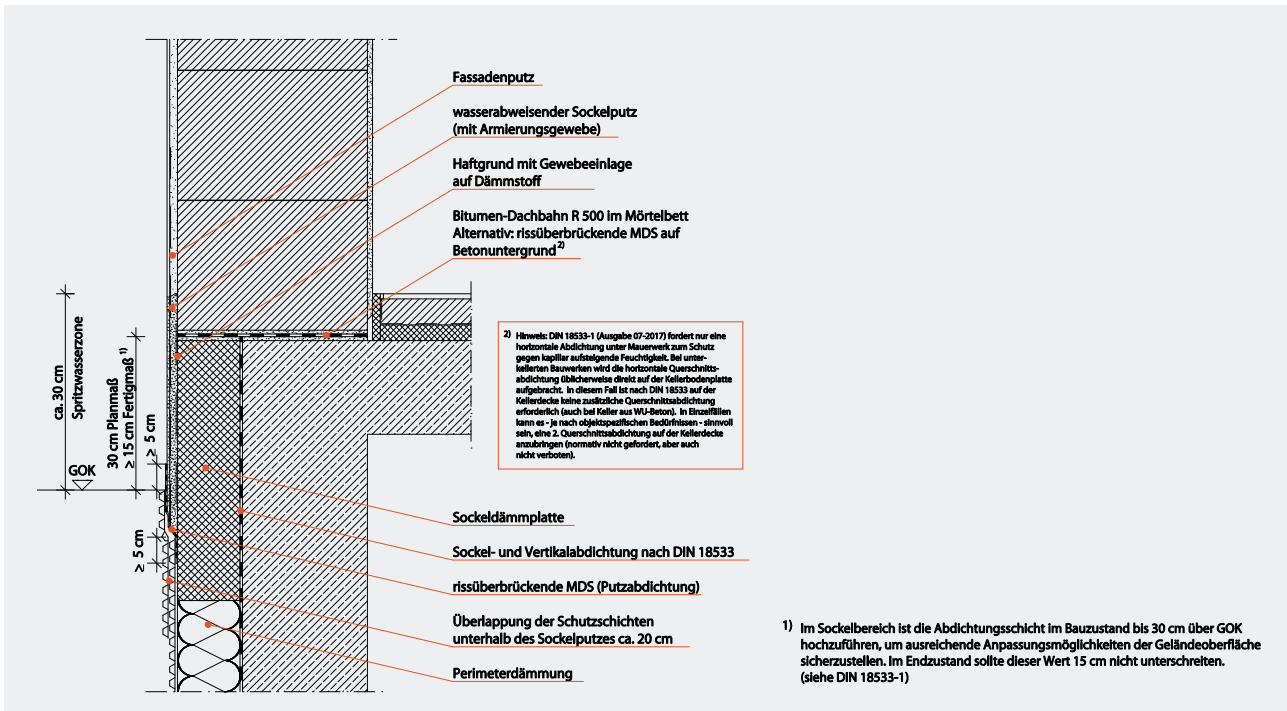 Fassadenputz
wasserabweisender Sockelputz
(mit Armierungsgewebe)
Haftgrund mit Gewebeeinlage
auf Dämmstoff
Bitumen-Dachbahn R 500 im Mörtelbett
Alternativ: rissüberbrückende MDS auf
Betonuntergrund 2)
2) Hinweis: DIN 18533-1 (Ausgabe 07-2017) fordert nur eine
horizontale Abdichtung unter Mauerwerk zum Schutz
gegen kapillar aufsteigende Feuchtigkeit. Bei unter-
kellerten Bauwerken wird die horizontale Querschnitts-
abdichtung üblicherweise direkt auf der Kellerbodenplatte
aufgebracht. In diesem Fall ist nach DIN 18533 auf der
Kellerdecke keine zusätzliche Querschnittsabdichtung
erforderlich (auch bei Keller aus WU-Beton). In Einzelfällen
kann es - je nach objektspezifischen Bedürfnissen - sinnvoll
sein, eine 2. Querschnittsabdichtung auf der Kellerdecke
anzubringen (normativ nicht gefordert, aber auch
nicht verboten).
ca. 30 cm
Spritzwasserzone
30 cm Planmaß
≥ 15 cm Fertigmaß 1)
≥ 5 cm
GOK
≥ 5 cm
Sockeldämmplatte
Sockel- und Vertikalabdichtung nach DIN 18533
rissüberbrückende MDS (Putzabdichtung)
Überlappung der Schutzschichten
unterhalb des Sockelputzes ca. 20 cm
Perimeterdämmung
1) Im Sockelbereich ist die Abdichtungsschicht im Bauzustand bis 30 cm über GOK
hochzuführen, um ausreichende Anpassungsmöglichkeiten der Geländeoberfläche
sicherzustellen. Im Endzustand sollte dieser Wert 15 cm nicht unterschreiten.
(siehe DIN 18533-1)